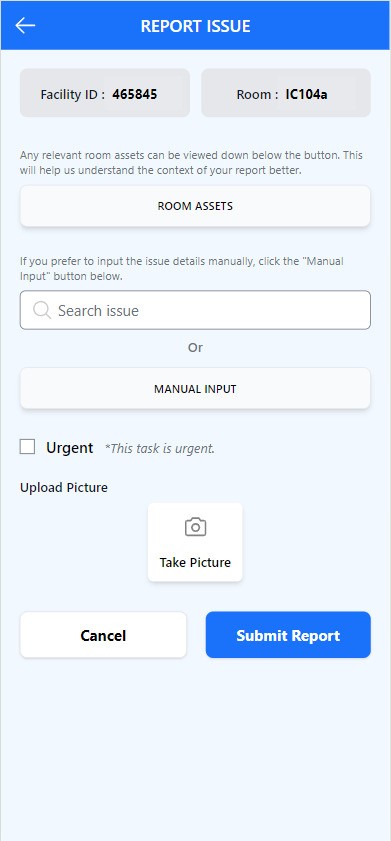 REPORT ISSUE
Facility ID : 465845
Room : IC104a
Any relevant room assets can be viewed down below the button. This
will help us understand the context of your report better.
ROOM ASSETS
If you prefer to input the issue details manually, click the "Manual
Input" button below.
Search issue
Or
MANUAL INPUT
Urgent *This task is urgent.
Upload Picture
Take Picture
Cancel
Submit Report